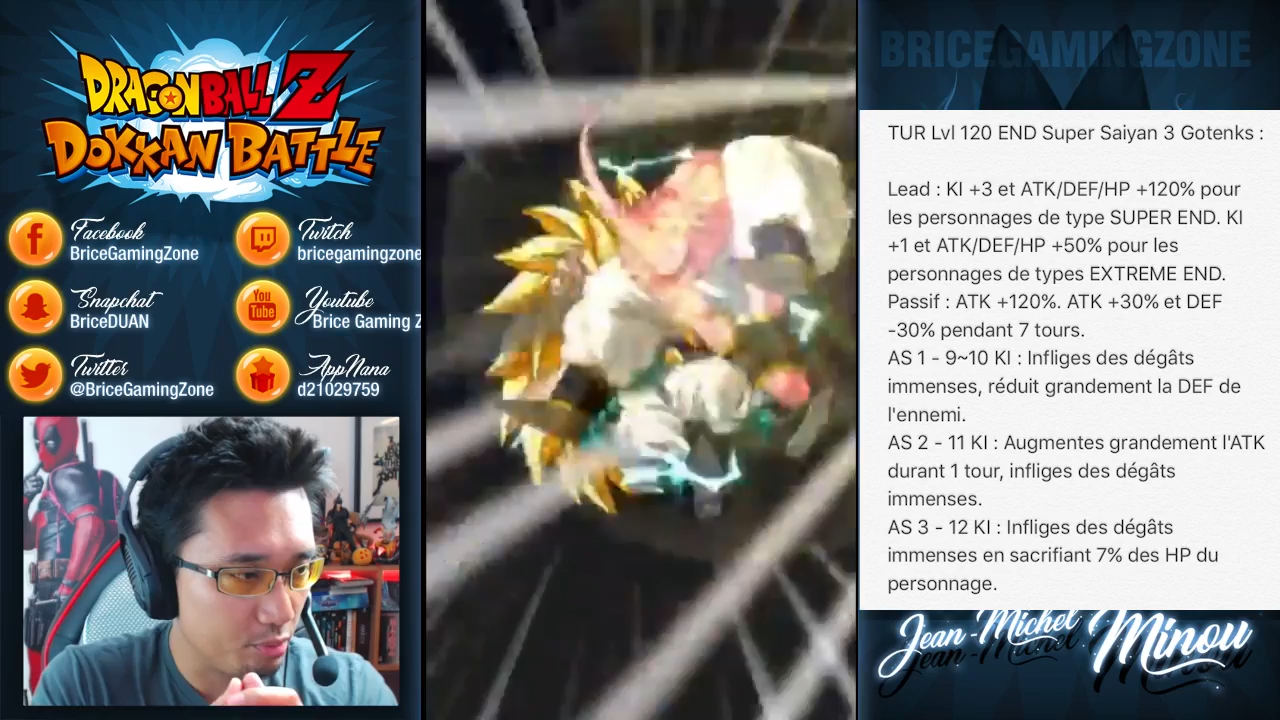 DRAGON BALL Z
DOKKAN BATTLE
Facebook
BriceGamingZone
Twitch
bricegamingzone
Snapchat
BriceDUAN
You
Tube
Youtube
Brice Gaming Z
Twitter
@BriceGamingZone
AppNana
d21029759
BRICEGAMINGZONE
TUR Lvl 120 END Super Saiyan 3 Gotenks :
Lead : KI +3 et ATK/DEF/HP +120% pour
les personnages de type SUPER END. KI
+1 et ATK/DEF/HP +50% pour les
personnages de types EXTREME END.
Passif : ATK +120%. ATK +30% et DEF
-30% pendant 7 tours.
AS 1 - 9~10 KI : Infliges des dégâts
immenses, réduit grandement la DEF de
l'ennemi.
AS 2 - 11 KI : Augmentes grandement l'ATK
durant 1 tour, infliges des dégâts
immenses.
AS 3 - 12 KI : Infliges des dégâts
immenses en sacrifiant 7% des HP du
personnage.
Jean-Michel Minou